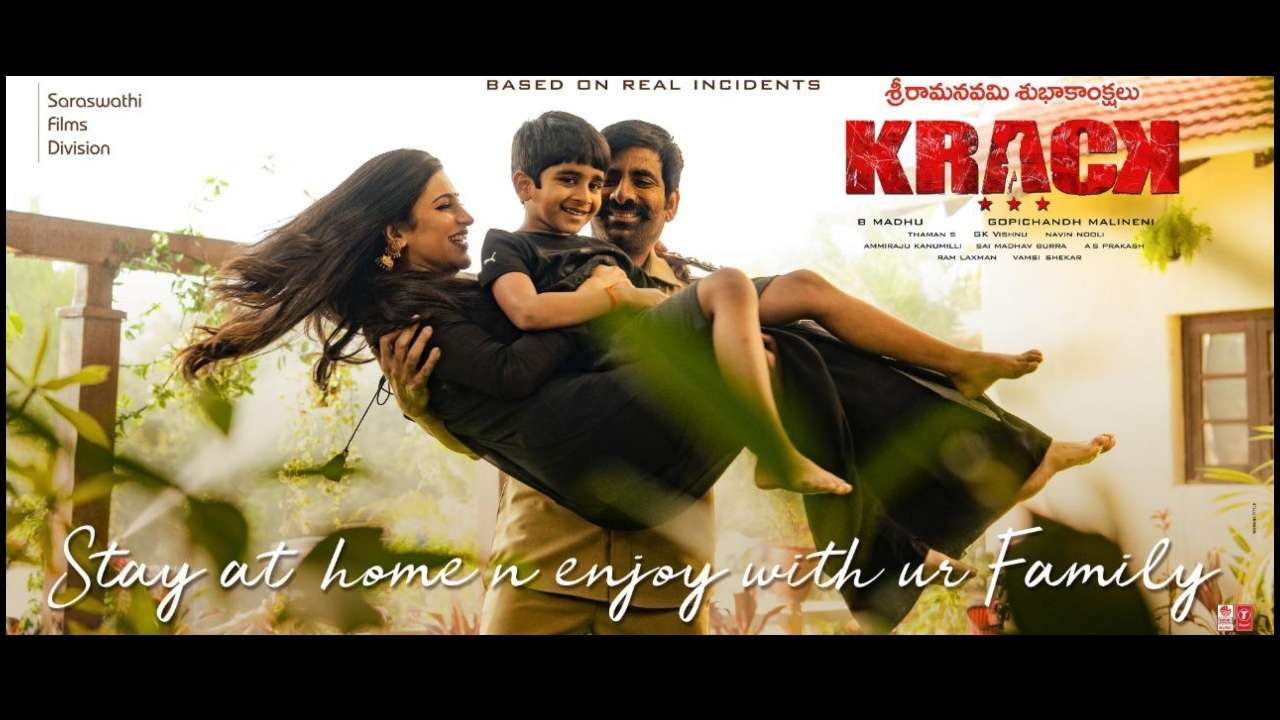 Saraswathi
Films
Division
BASED ON REAL INCIDENTS
శ్రీరామనవమి శుభాకాంక్షలు
KRACK
B MADHU GOPICHANDH MALINENI
THAMAN S GK VISHNU NAVIN NOOLI
AMMIRAJU KANUMILLI SAI MADHAV BURRA A S PRAKASH
RAM LAXMAN VAMSI SHEKAR
Stay at home n enjoy with ur Family